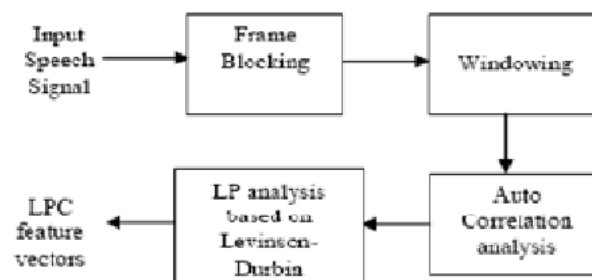 Input
Speech
Signal
Frame
Blocking
Windowing
Auto
Correlation
analysis
LP analysis
based on
Levinson-
Durbin
LPC
feature
vectors